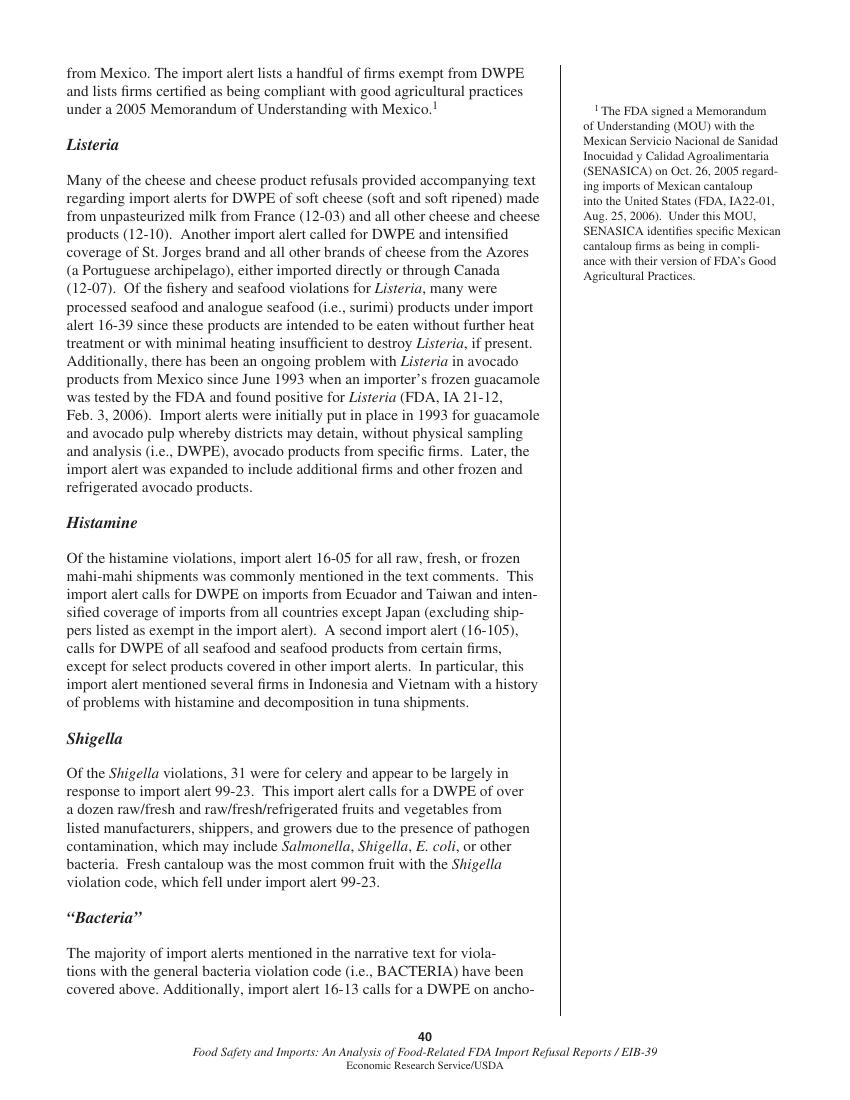 from Mexico. The import alert lists a handful of firms exempt from DWPE
and lists firms certified as being compliant with good agricultural practices
under a 2005 Memorandum of Understanding with Mexico.1
Listeria
Many of the cheese and cheese product refusals provided accompanying text
regarding import alerts for DWPE of soft cheese (soft and soft ripened) made
from unpasteurized milk from France (12-03) and all other cheese and cheese
products (12-10).  Another import alert called for DWPE and intensified
coverage of St. Jorges brand and all other brands of cheese from the Azores
(a Portuguese archipelago), either imported directly or through Canada
(12-07).  Of the fishery and seafood violations for Listeria, many were
processed seafood and analogue seafood (i.e., surimi) products under import
alert 16-39 since these products are intended to be eaten without further heat
treatment or with minimal heating insufficient to destroy Listeria, if present.
Additionally, there has been an ongoing problem with Listeria in avocado
products from Mexico since June 1993 when an importer's frozen guacamole
was tested by the FDA and found positive for Listeria (FDA, IA 21-12,
Feb. 3, 2006).  Import alerts were initially put in place in 1993 for guacamole
and avocado pulp whereby districts may detain, without physical sampling
and analysis (i.e., DWPE), avocado products from specific firms.  Later, the
import alert was expanded to include additional firms and other frozen and
refrigerated avocado products.
Histamine
Of the histamine violations, import alert 16-05 for all raw, fresh, or frozen
mahi-mahi shipments was commonly mentioned in the text comments.  This
import alert calls for DWPE on imports from Ecuador and Taiwan and inten-
sified coverage of imports from all countries except Japan (excluding ship-
pers listed as exempt in the import alert).  A second import alert (16-105),
calls for DWPE of all seafood and seafood products from certain firms,
except for select products covered in other import alerts.  In particular, this
import alert mentioned several firms in Indonesia and Vietnam with a history
of problems with histamine and decomposition in tuna shipments.
Shigella
Of the Shigella violations, 31 were for celery and appear to be largely in
response to import alert 99-23.  This import alert calls for a DWPE of over
a dozen raw/fresh and raw/fresh/refrigerated fruits and vegetables from
listed manufacturers, shippers, and growers due to the presence of pathogen
contamination, which may include Salmonella, Shigella, E. coli, or other
bacteria.  Fresh cantaloup was the most common fruit with the Shigella
violation code, which fell under import alert 99-23.
“Bacteria”
The majority of import alerts mentioned in the narrative text for viola-
tions with the general bacteria violation code (i.e., BACTERIA) have been
covered above. Additionally, import alert 16-13 calls for a DWPE on ancho-
1 The FDA signed a Memorandum
of Understanding (MOU) with the
Mexican Servicio Nacional de Sanidad
Inocuidad y Calidad Agroalimentaria
(SENASICA) on Oct. 26, 2005 regard-
ing imports of Mexican cantaloup
into the United States (FDA, IA22-01,
Aug. 25, 2006).  Under this MOU,
SENASICA identifies specific Mexican
cantaloup firms as being in compli-
ance with their version of FDA's Good
Agricultural Practices.
40
Food Safety and Imports: An Analysis of Food-Related FDA Import Refusal Reports / EIB-39
Economic Research Service/USDA